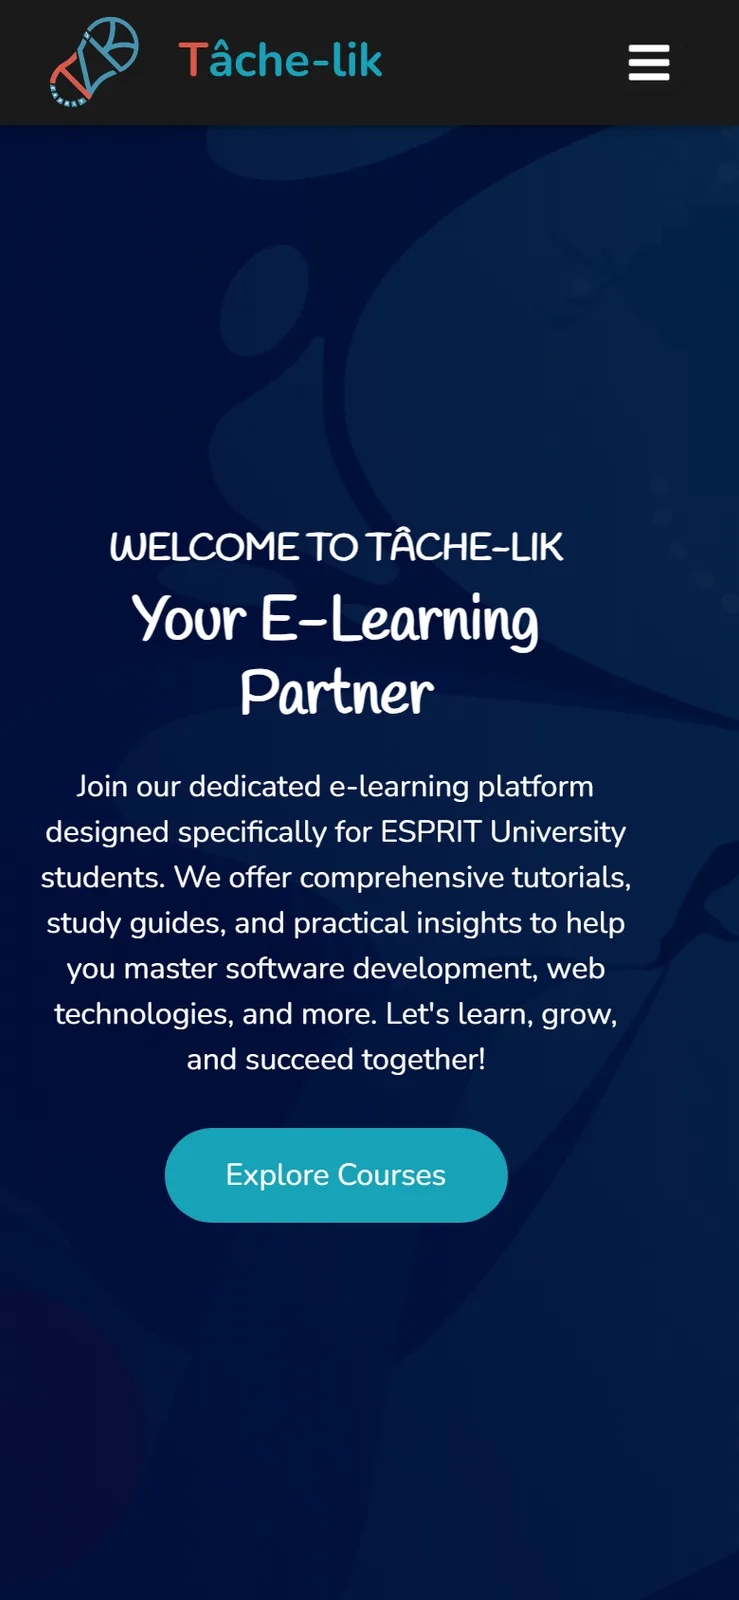 Tâche-lik
WELCOME TO TÂCHE-LIK
Your E-Learning
Partner
Join our dedicated e-learning platform
designed specifically for ESPRIT University
students. We offer comprehensive tutorials,
study guides, and practical insights to help
you master software development, web
technologies, and more. Let's learn, grow,
and succeed together!
Explore Courses